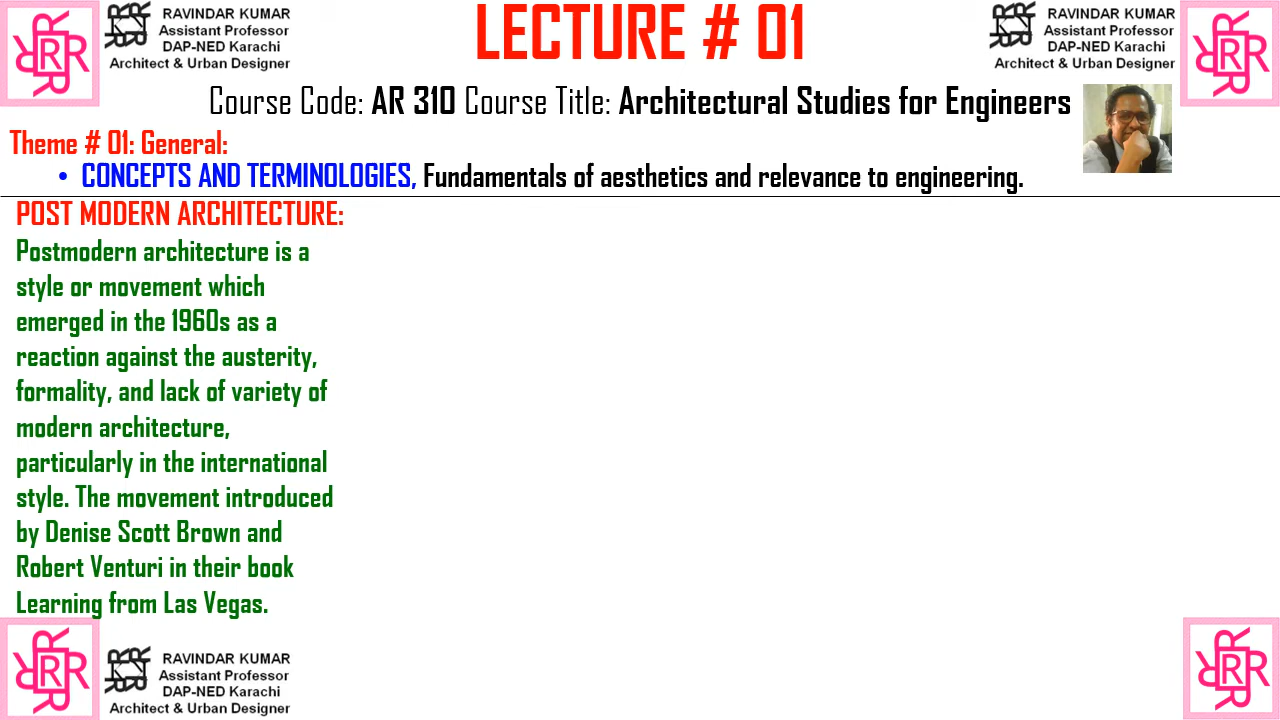 RAVINDAR KUMAR
Assistant Professor
DAP-NED Karachi
Architect & Urban Designer
LECTURE # 01
RAVINDAR KUMAR
Assistant Professor
DAP-NED Karachi
Architect & Urban Designer
Course Code: AR 310 Course Title: Architectural Studies for Engineers
Theme # 01: General:
• CONCEPTS AND TERMINOLOGIES, Fundamentals of aesthetics and relevance to engineering.
POST MODERN ARCHITECTURE:
Postmodern architecture is a
style or movement which
emerged in the 1960s as a
reaction against the austerity,
formality, and lack of variety of
modern architecture,
particularly in the international
style. The movement introduced
by Denise Scott Brown and
Robert Venturi in their book
Learning from Las Vegas.
RAVINDAR KUMAR
Assistant Professor
DAP-NED Karachi
Architect & Urban Designer